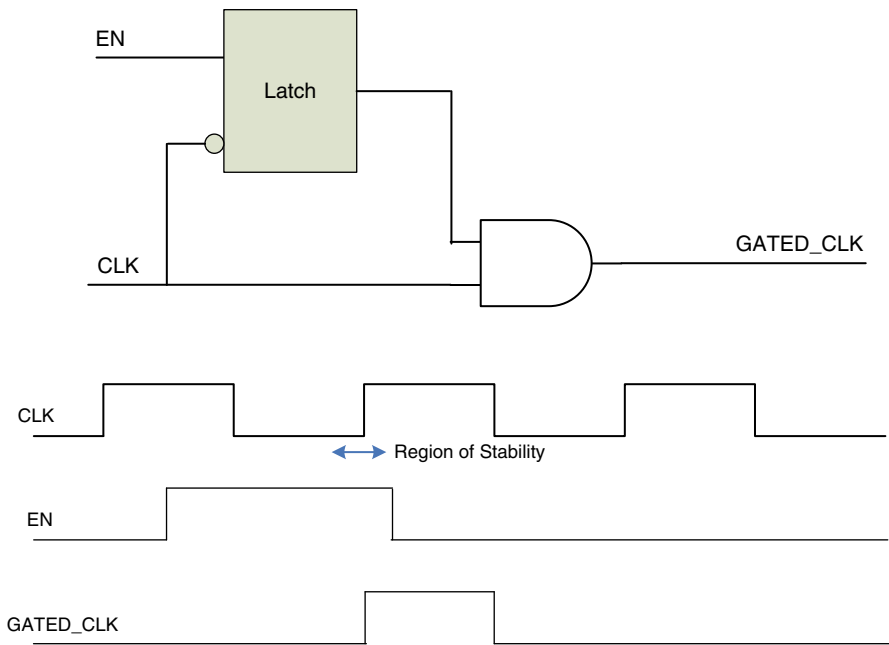 EN
Latch
CLK
GATED_CLK
CLK
Region of Stability
EN
GATED_CLK